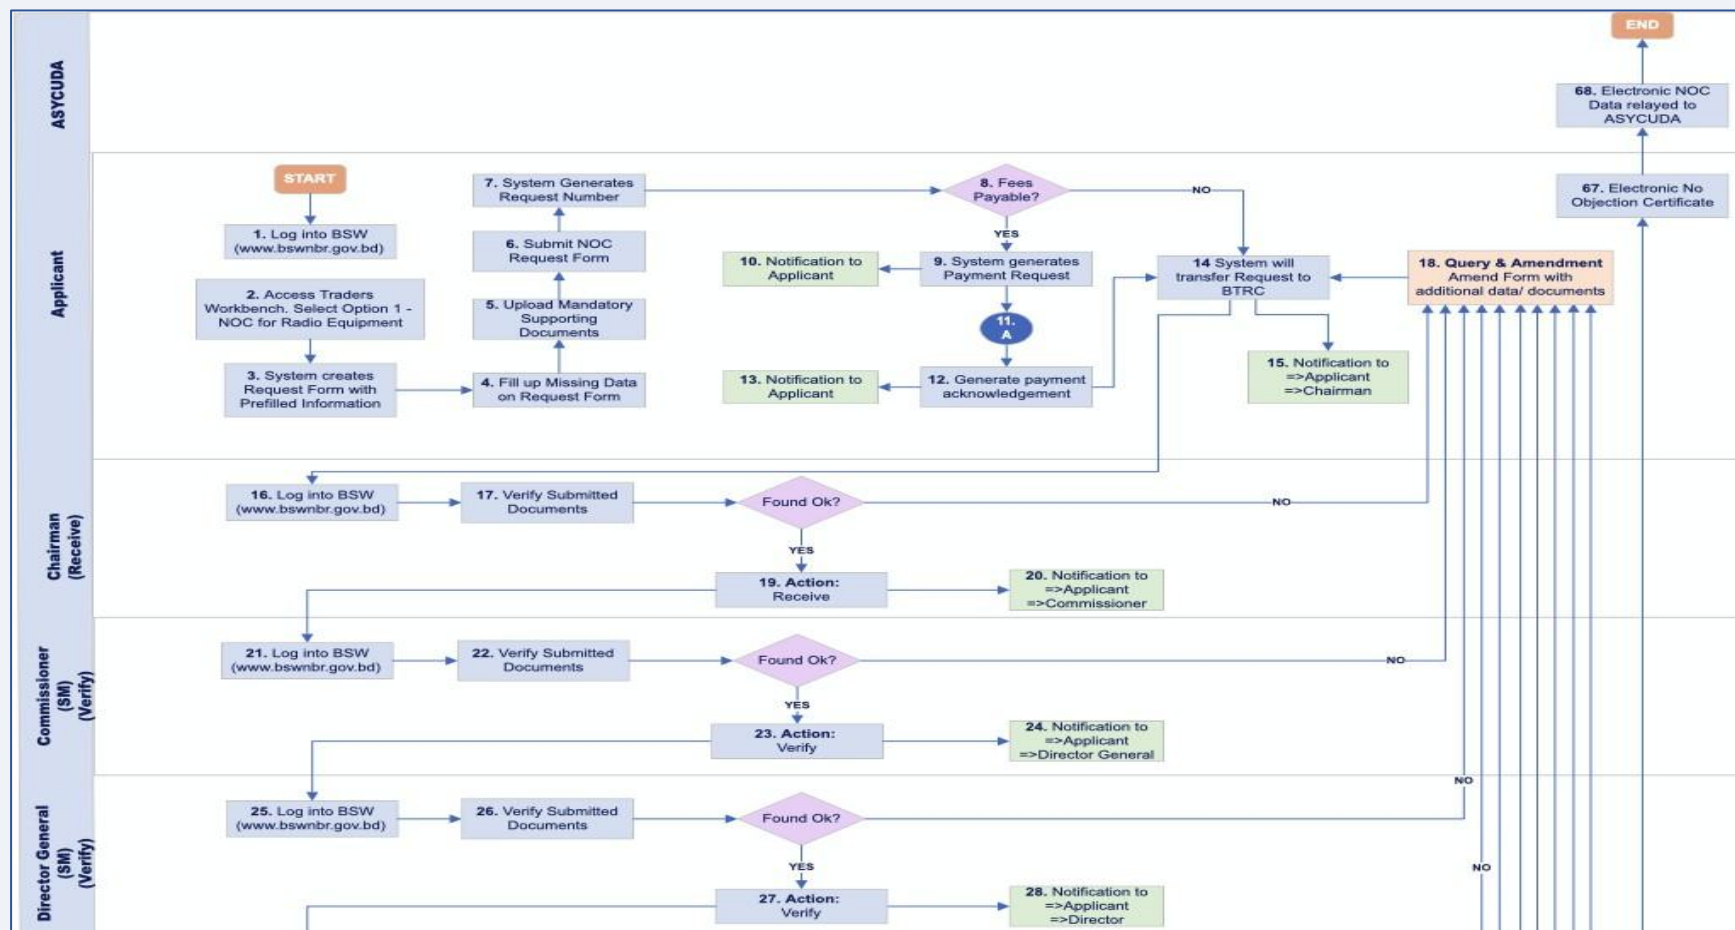 END
ASYCUDA
68. Electronic NOC
Data relayed to
ASYCUDA
Applicant
START
1. Log into BSW
(www.bswnbr.gov.bd)
2. Access Traders
Workbench. Select Option 1 -
NOC for Radio Equipment
3. System creates
Request Form with
Prefilled Information
4. Fill up Missing Data
on Request Form
5. Upload Mandatory
Supporting
Documents
6. Submit NOC
Request Form
7. System Generates
Request Number
8. Fees
Payable?
NO
YES
9. System generates
Payment Request
10. Notification to
Applicant
11.
A
12. Generate payment
acknowledgement
13. Notification to
Applicant
14 System will
transfer Request to
BTRC
15. Notification to
=>Applicant
=>Chairman
18. Query & Amendment
Amend Form with
additional data/ documents
67. Electronic No
Objection Certificate
Chairman
(Receive)
16. Log into BSW
(www.bswnbr.gov.bd)
17. Verify Submitted
Documents
Found Ok?
NO
YES
19. Action:
Receive
20. Notification to
=>Applicant
=>Commissioner
Commissioner
(SM)
(Verify)
21. Log into BSW
(www.bswnbr.gov.bd)
22. Verify Submitted
Documents
Found Ok?
NO
YES
23. Action:
Verify
24. Notification to
=>Applicant
=>Director General
Director General
(SM)
(Verify)
25. Log into BSW
(www.bswnbr.gov.bd)
26. Verify Submitted
Documents
Found Ok?
NO
YES
27. Action:
Verify
28. Notification to
=>Applicant
=>Director
NO